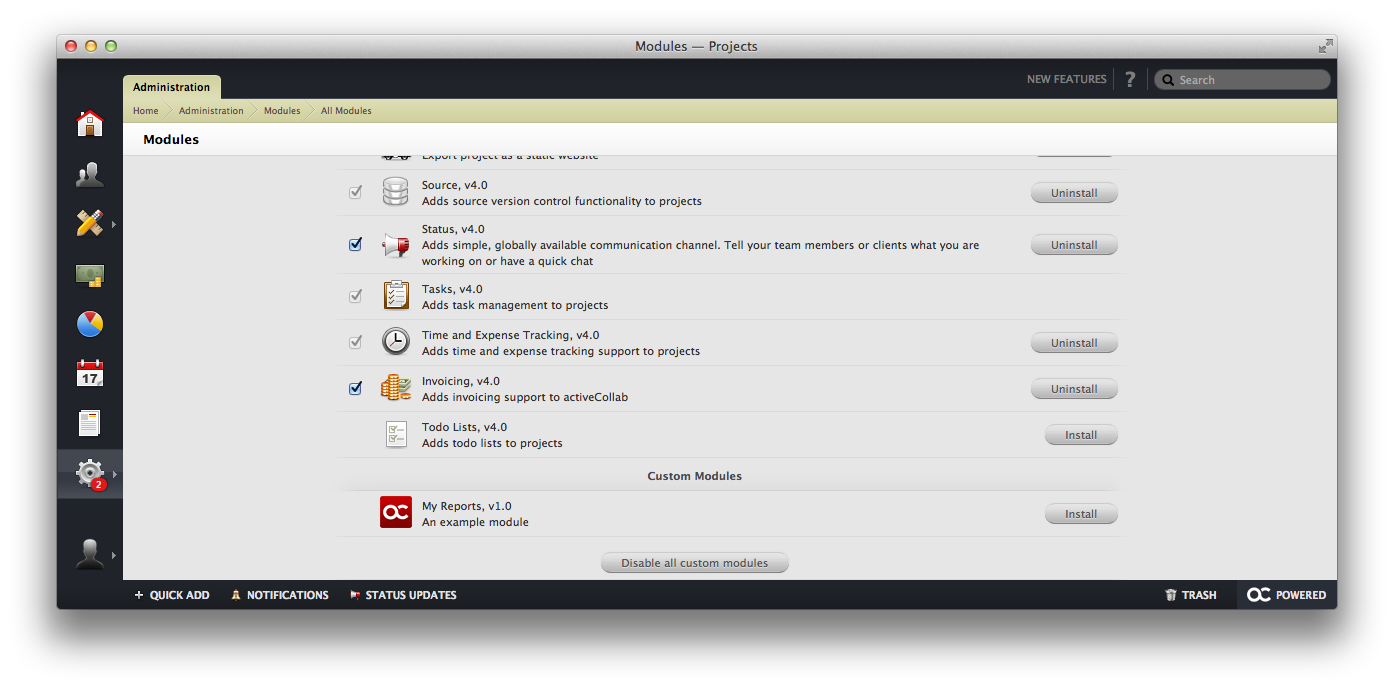 Modules — Projects
Administration
NEW FEATURES
?
Search
Home
Administration
Modules
All Modules
Modules
Export project as a static website
Source, v4.0
Adds source version control functionality to projects
Uninstall
Status, v4.0
Adds simple, globally available communication channel. Tell your team members or clients what you are
working on or have a quick chat
Uninstall
Tasks, v4.0
Adds task management to projects
Time and Expense Tracking, v4.0
Adds time and expense tracking support to projects
Uninstall
Invoicing, v4.0
Adds invoicing support to activeCollab
Uninstall
Todo Lists, v4.0
Adds todo lists to projects
Install
Custom Modules
My Reports, v1.0
An example module
Install
Disable all custom modules
17
2
+ QUICK ADD
NOTIFICATIONS
STATUS UPDATES
TRASH
POWERED